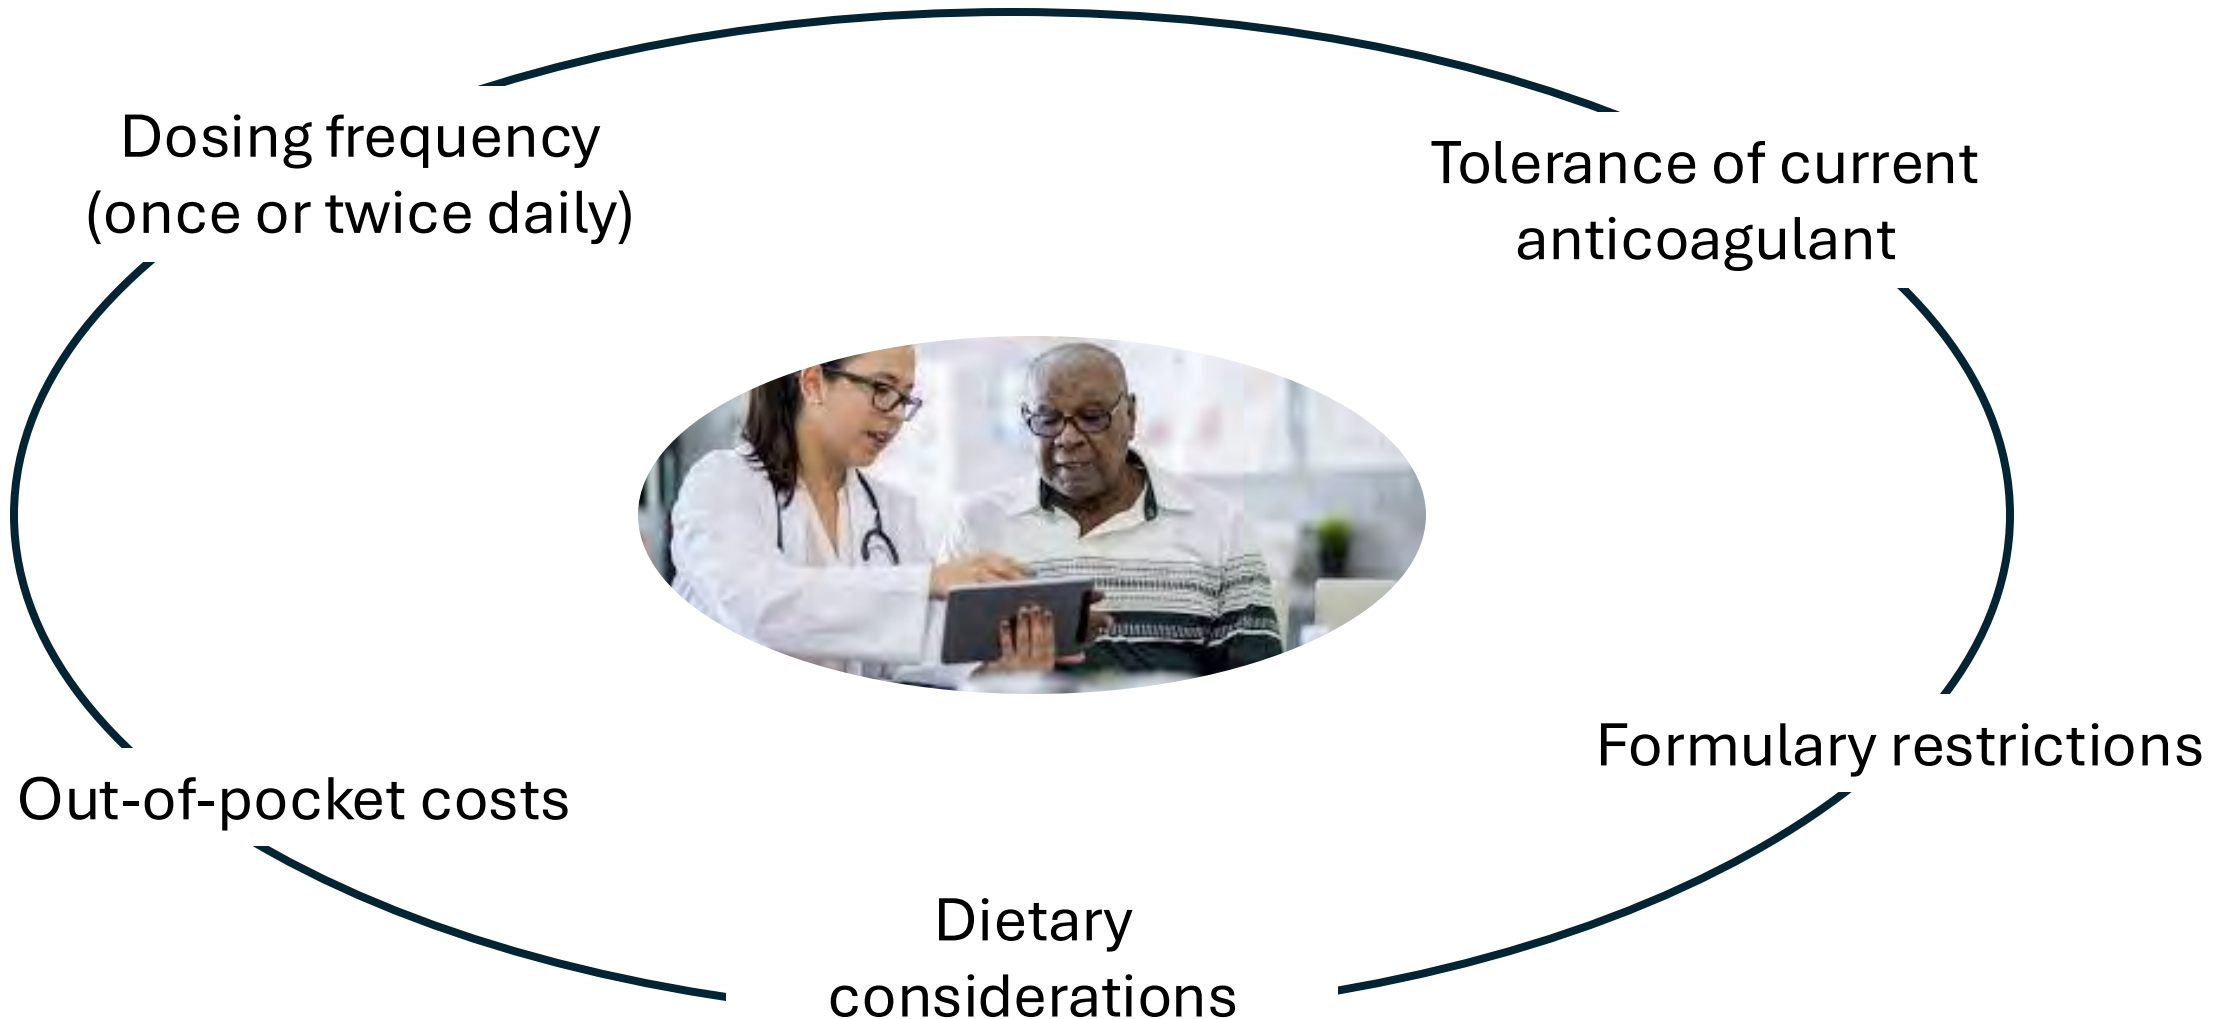 Dosing frequency
(once or twice daily)
Tolerance of current
anticoagulant
Formulary restrictions
Out-of-pocket costs
Dietary
considerations